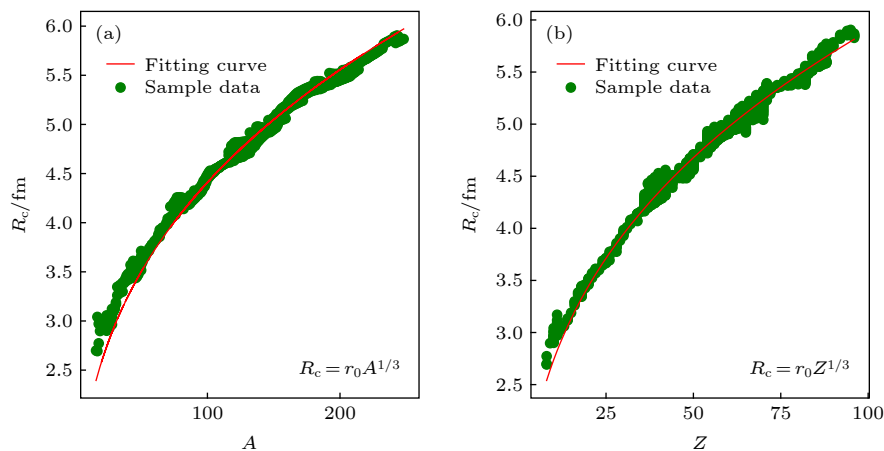 (a)
Fitting curve
Sample data
R_c/fm
6.0
5.5
5.0
4.5
4.0
3.5
3.0
2.5
R_c = r_0A^{1/3}
100
200
A
(b)
Fitting curve
Sample data
R_c/fm
6.0
5.5
5.0
4.5
4.0
3.5
3.0
2.5
R_c = r_0Z^{1/3}
25
50
75
100
Z